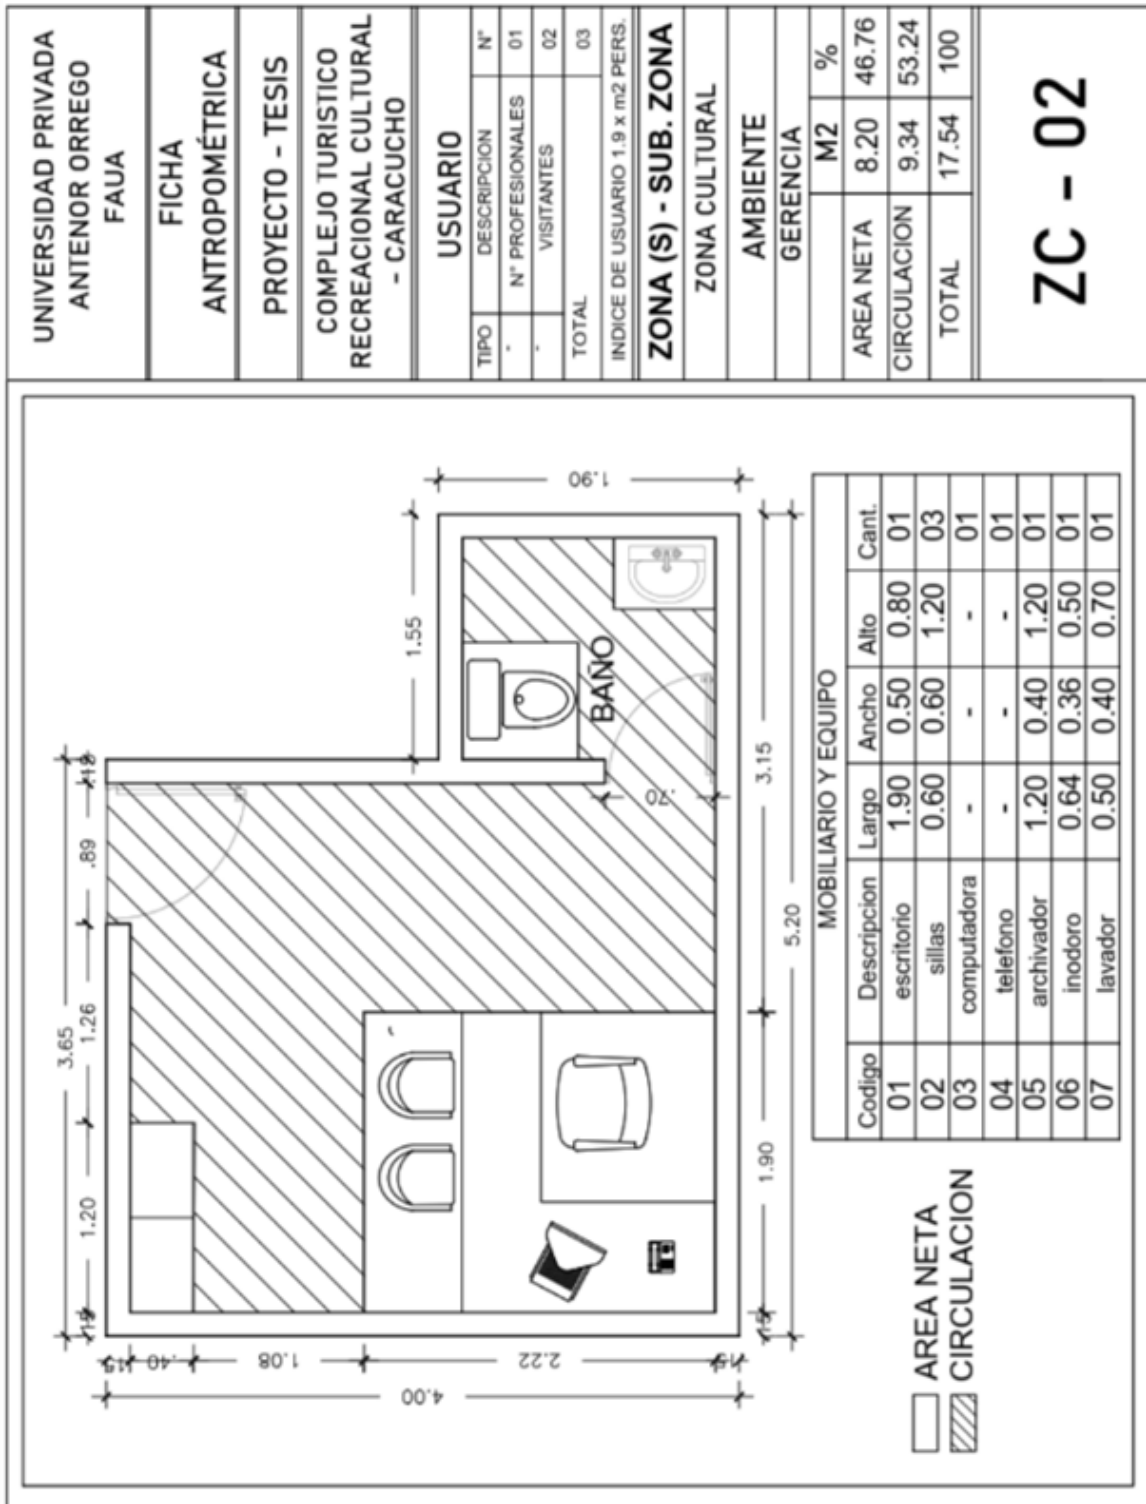 UNIVERSIDAD PRIVADA
ANTENOR ORREGO
FAUA
FICHA
ANTROPOMÉTRICA
PROYECTO - TESIS
COMPLEJO TURISTICO
RECREACIONAL CULTURAL
- CARACUCHO
USUARIO
TIPO DESCRIPCION N°
- N° PROFESIONALES 01
- VISITANTES 02
TOTAL 03
INDICE DE USUARIO 1.9 x m2 PERS.
ZONA (S) - SUB. ZONA
ZONA CULTURAL
AMBIENTE
GERENCIA
M2 %
AREA NETA 8.20 46.76
CIRCULACION 9.34 53.24
TOTAL 17.54 100
ZC - 02
3.65
.15 1.20 1.26 .89 .15
1.55
1.90
.15
.40
1.08
2.22
.15
4.00
BAÑO
.70
.15 1.90 3.15
5.20
MOBILIARIO Y EQUIPO
Codigo Descripcion Largo Ancho Alto Cant.
01 escritorio 1.90 0.50 0.80 01
02 sillas 0.60 0.60 1.20 03
03 computadora - - - 01
04 telefono - - - 01
05 archivador 1.20 0.40 1.20 01
06 inodoro 0.64 0.36 0.50 01
07 lavador 0.50 0.40 0.70 01
AREA NETA
CIRCULACION